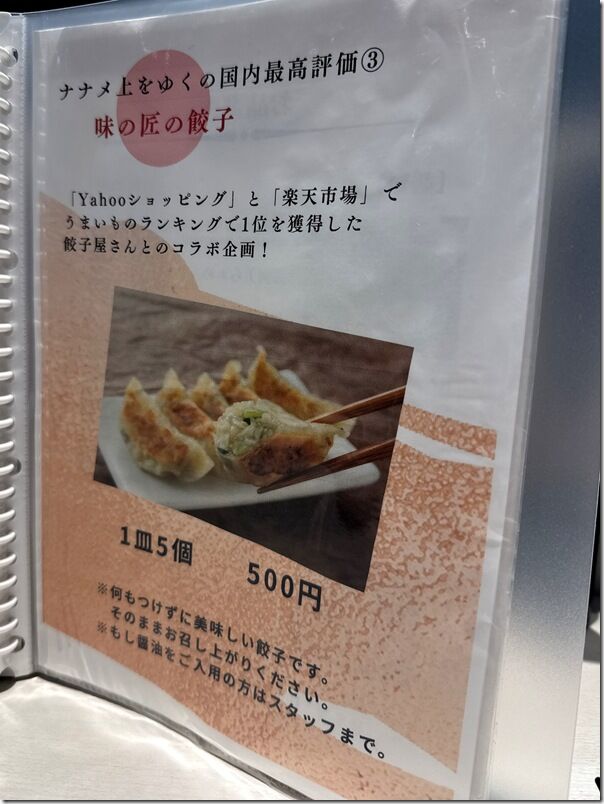 ナナメ上をゆくの国内最高評価③
味の匠の餃子
「Yahooショッピング」と「楽天市場」で
うまいものランキングで1位を獲得した
餃子屋さんとのコラボ企画！
1皿5個
500円
※何もつけずに美味しい餃子です。
そのままお召し上がりください。
※もし醤油をご入用の方はスタッフまで。